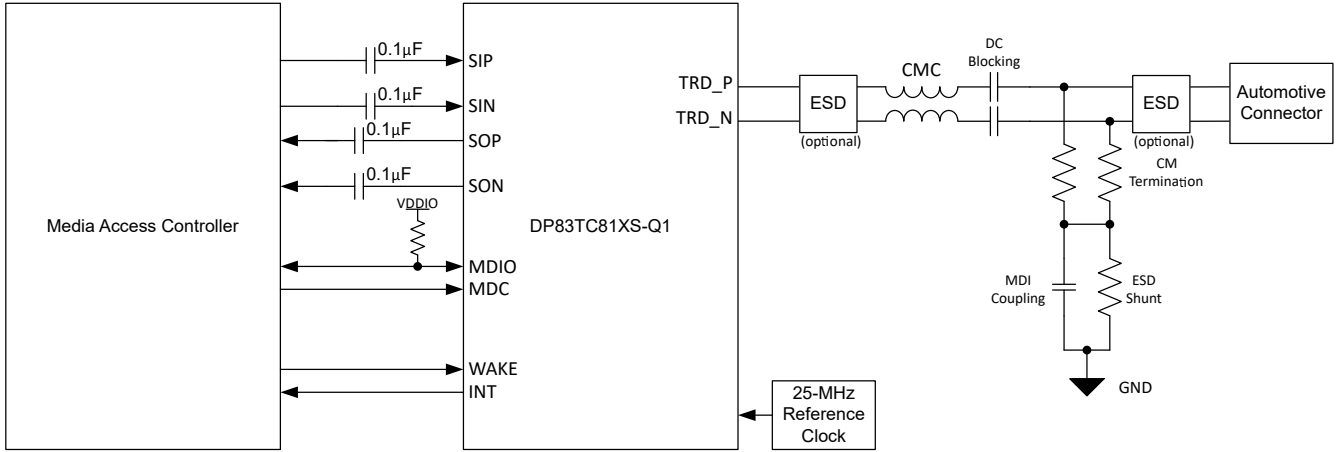 0.1μF
SIP
0.1μF
SIN
0.1μF
SOP
0.1μF
SON
VDDIO
Media Access Controller
DP83TC81XS-Q1
MDIO
MDC
WAKE
INT
TRD_P
TRD_N
ESD
(optional)
CMC
DC
Blocking
ESD
(optional)
Automotive
Connector
CM
Termination
MDI
Coupling
ESD
Shunt
GND
25-MHz
Reference
Clock